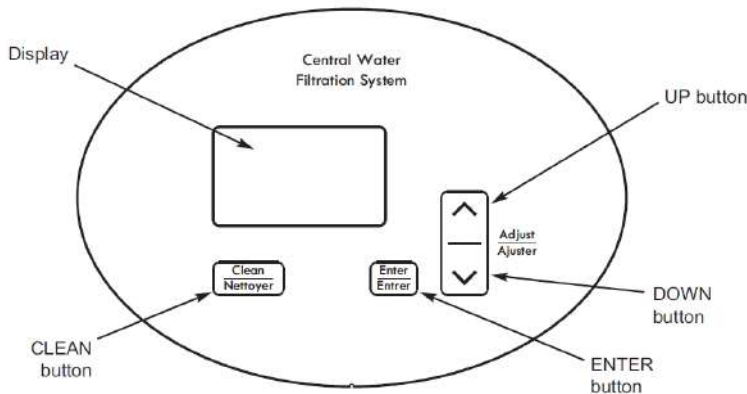 Display
Central Water
Filtration System
UP button
Adjust
Ajuster
Clean
Nettoyer
Enter
Entrer
DOWN
button
CLEAN
button
ENTER
button